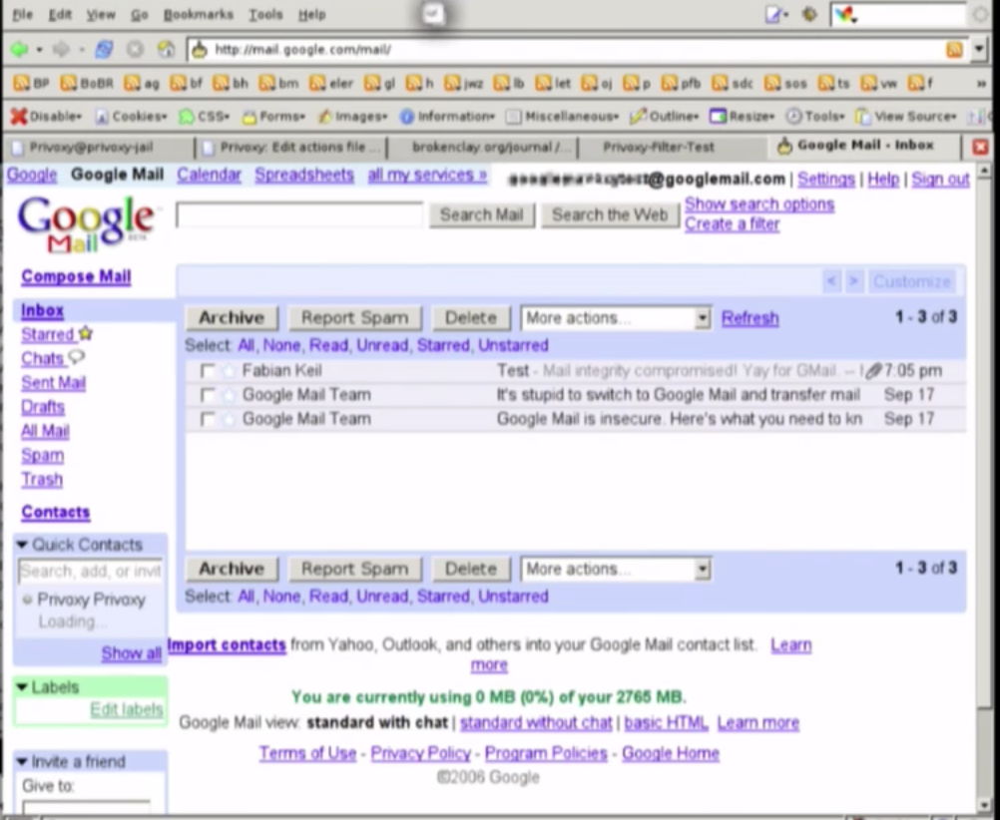 File Edit View Go Bookmarks Tools Help
http://mail.google.com/mail/
BP BoBR ag bf bh bm eler gl h jwz lb let oj p pfb sdc sos ts vw f »
Disable Cookies CSS Forms Images Information Miscellaneous Outline Resize Tools View Source
Privoxy@privoxy-jail Privoxy: Edit actions file ... brokenclay.org/journal /... Privoxy-Filter-Test Google Mail - Inbox
Google Google Mail Calendar Spreadsheets all my services » @googlemail.com | Settings | Help | Sign out
Google Mail BETA
Search Mail Search the Web Show search options
Create a filter
Compose Mail
< > Customize
Inbox
Archive Report Spam Delete More actions... Refresh 1 - 3 of 3
Starred
Select: All, None, Read, Unread, Starred, Unstarred
Chats
Fabian Keil Test - Mail integrity compromised! Yay for GMail. -- ! 7:05 pm
Sent Mail
Google Mail Team It's stupid to switch to Google Mail and transfer mail Sep 17
Drafts
Google Mail Team Google Mail is insecure. Here's what you need to kn Sep 17
All Mail
Spam
Trash
Contacts
Quick Contacts
Search, add, or invit
Privoxy Privoxy
Loading...
Show all
Archive Report Spam Delete More actions... 1 - 3 of 3
Select: All, None, Read, Unread, Starred, Unstarred
Import contacts from Yahoo, Outlook, and others into your Google Mail contact list. Learn
more
Labels
Edit labels
You are currently using 0 MB (0%) of your 2765 MB.
Google Mail view: standard with chat | standard without chat | basic HTML Learn more
Terms of Use - Privacy Policy - Program Policies - Google Home
©2006 Google
Invite a friend
Give to: